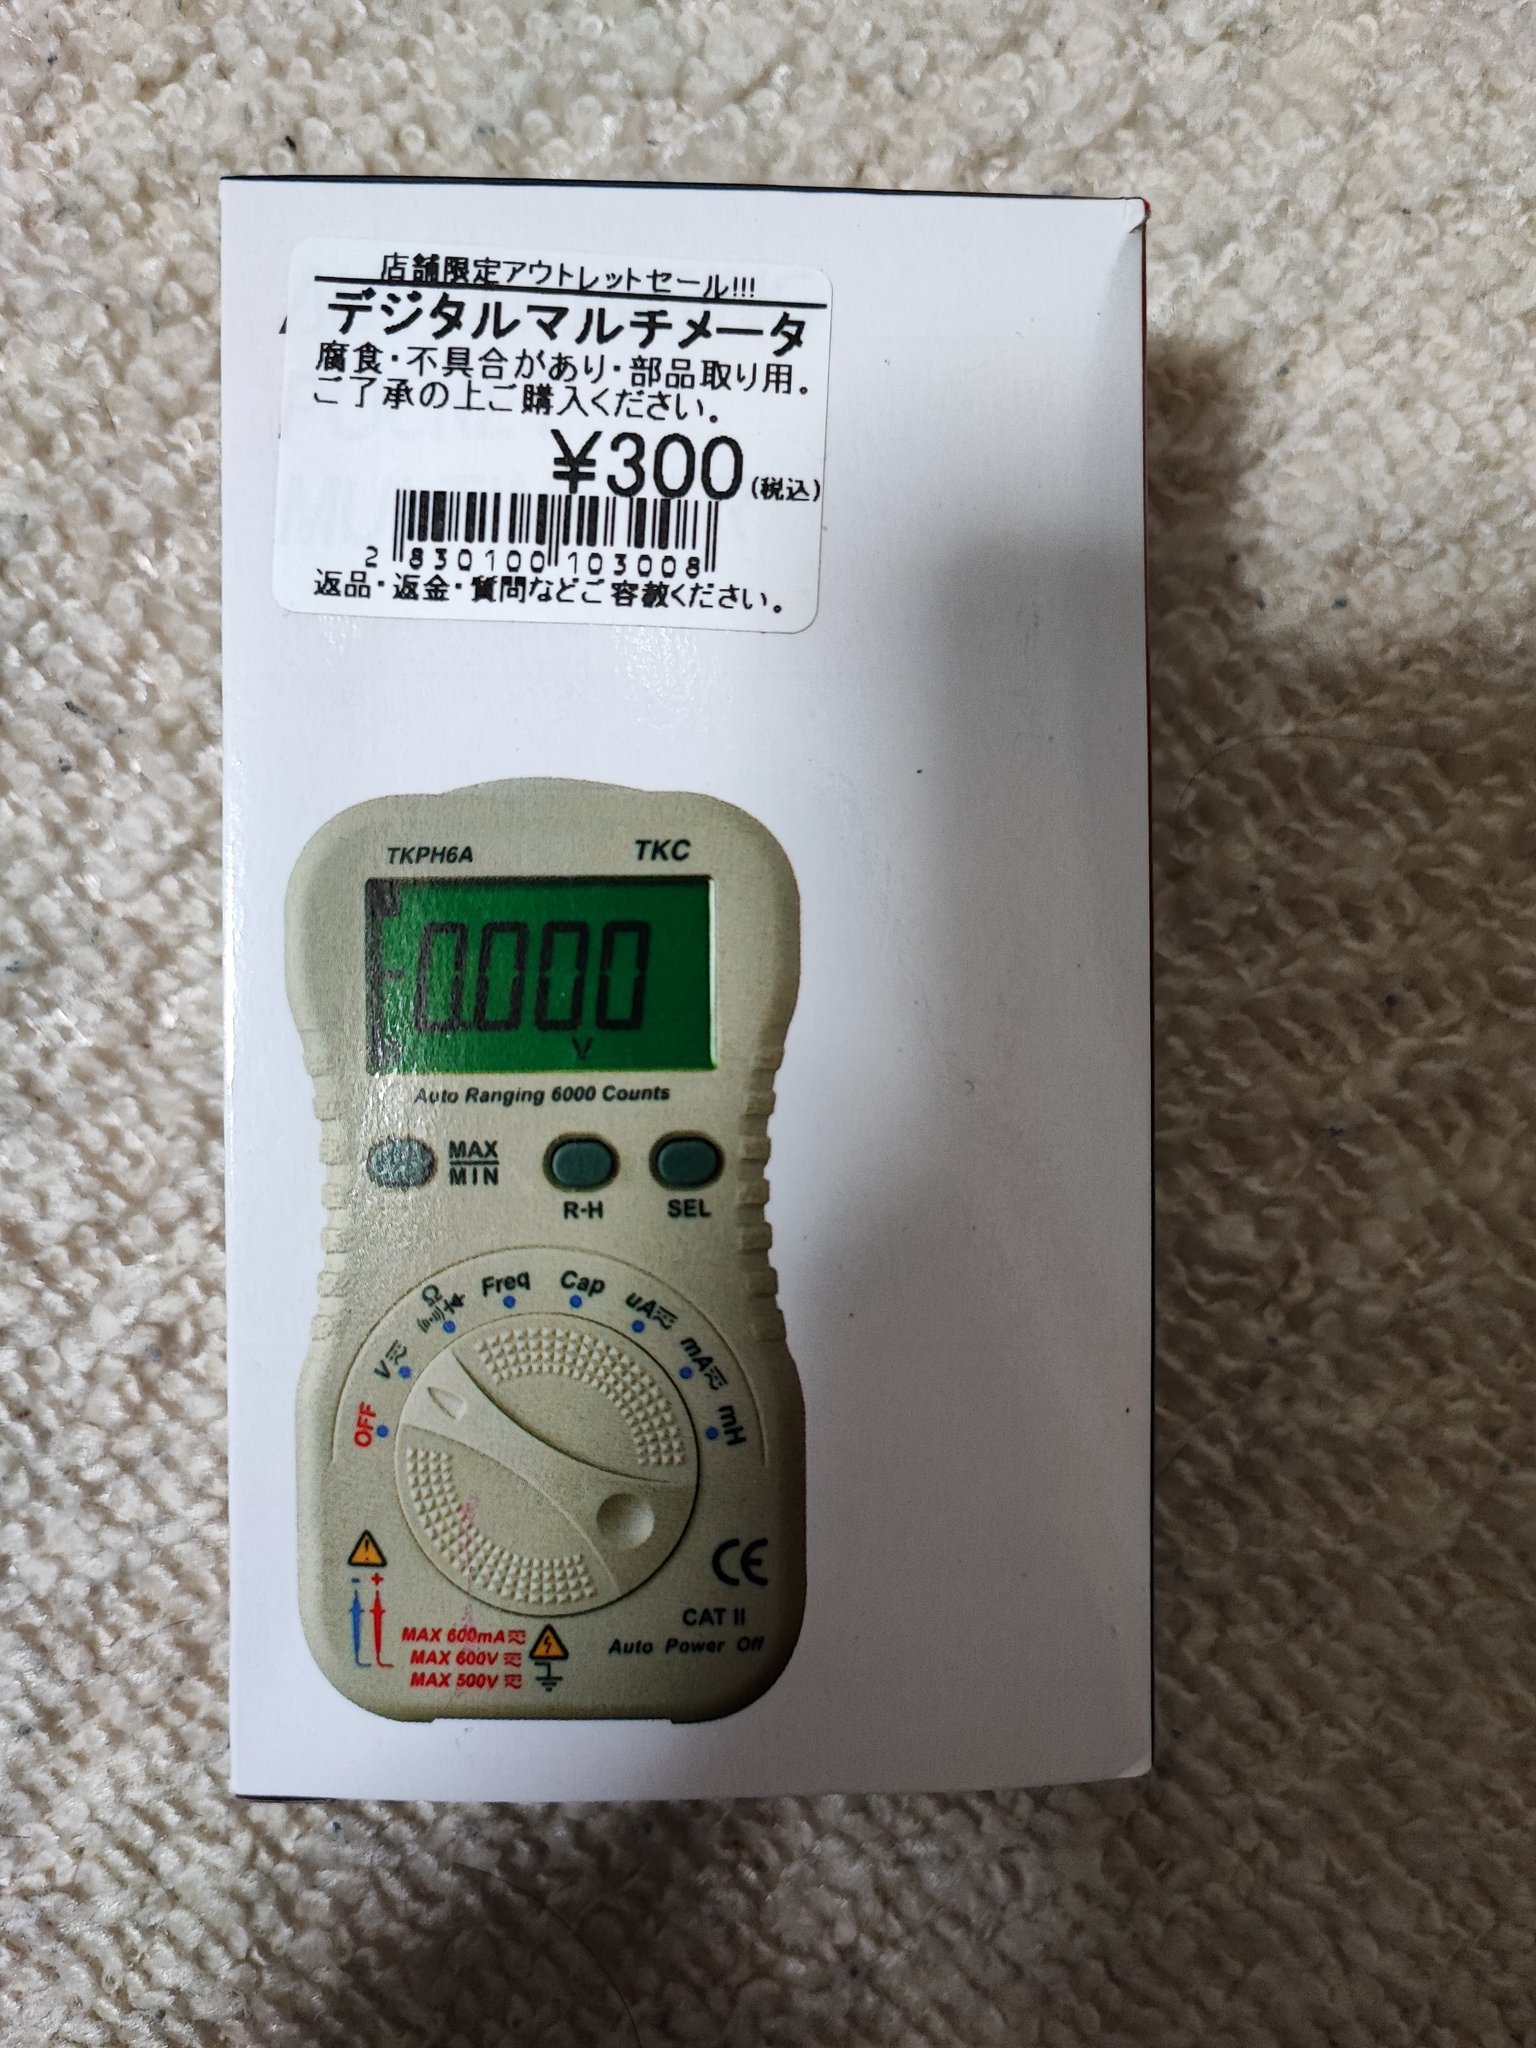 店舗限定アウトレットセール!!!
デジタルマルチメータ
腐食・不具合があり・部品取り用。
ご了承の上ご購入ください。
¥300(税込)
2 830100 103008
返品・返金・質問などご容赦ください。
TKPH6A TKC
-0.000
V
Auto Ranging 6000 Counts
MAX
MIN
R-H SEL
OFF V Ω Freq Cap uA mA mH
- +
CE
CAT II
Auto Power Off
MAX 600mA
MAX 600V
MAX 500V